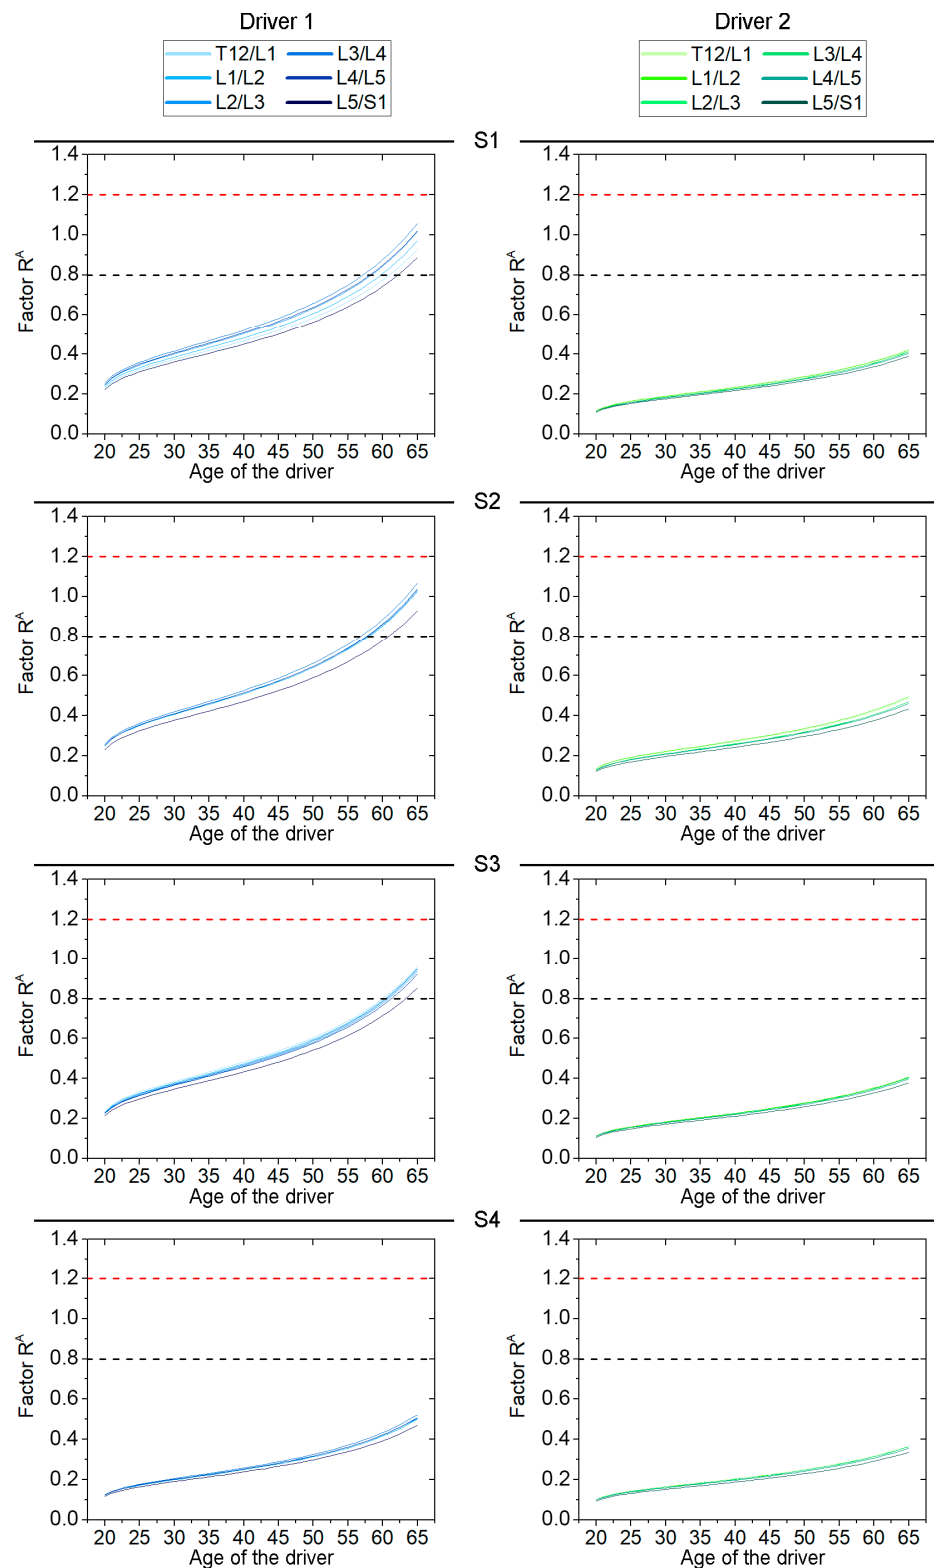 Driver 1
T12/L1 L3/L4
L1/L2 L4/L5
L2/L3 L5/S1
Driver 2
T12/L1 L3/L4
L1/L2 L4/L5
L2/L3 L5/S1
S1
Factor R^A
1.4
1.2
1.0
0.8
0.6
0.4
0.2
0.0
20 25 30 35 40 45 50 55 60 65
Age of the driver
Factor R^A
1.4
1.2
1.0
0.8
0.6
0.4
0.2
0.0
20 25 30 35 40 45 50 55 60 65
Age of the driver
S2
Factor R^A
1.4
1.2
1.0
0.8
0.6
0.4
0.2
0.0
20 25 30 35 40 45 50 55 60 65
Age of the driver
Factor R^A
1.4
1.2
1.0
0.8
0.6
0.4
0.2
0.0
20 25 30 35 40 45 50 55 60 65
Age of the driver
S3
Factor R^A
1.4
1.2
1.0
0.8
0.6
0.4
0.2
0.0
20 25 30 35 40 45 50 55 60 65
Age of the driver
Factor R^A
1.4
1.2
1.0
0.8
0.6
0.4
0.2
0.0
20 25 30 35 40 45 50 55 60 65
Age of the driver
S4
Factor R^A
1.4
1.2
1.0
0.8
0.6
0.4
0.2
0.0
20 25 30 35 40 45 50 55 60 65
Age of the driver
Factor R^A
1.4
1.2
1.0
0.8
0.6
0.4
0.2
0.0
20 25 30 35 40 45 50 55 60 65
Age of the driver